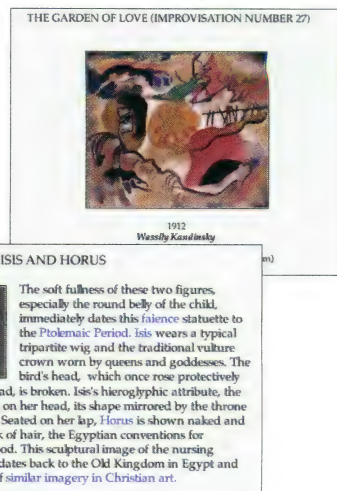 THE GARDEN OF LOVE (IMPROVISATION NUMBER 27)
1912
Wassily Kandinsky
m)
ISIS AND HORUS
The soft fullness of these two figures,
especially the round belly of the child,
immediately dates this faience statuette to
the Ptolemaic Period. Isis wears a typical
tripartite wig and the traditional vulture
crown worn by queens and goddesses. The
bird's head, which once rose protectively
ad, is broken. Isis's hieroglyphic attribute, the
on her head, its shape mirrored by the throne
Seated on her lap, Horus is shown naked and
k of hair, the Egyptian conventions for
od. This sculptural image of the nursing
dates back to the Old Kingdom in Egypt and
f similar imagery in Christian art.